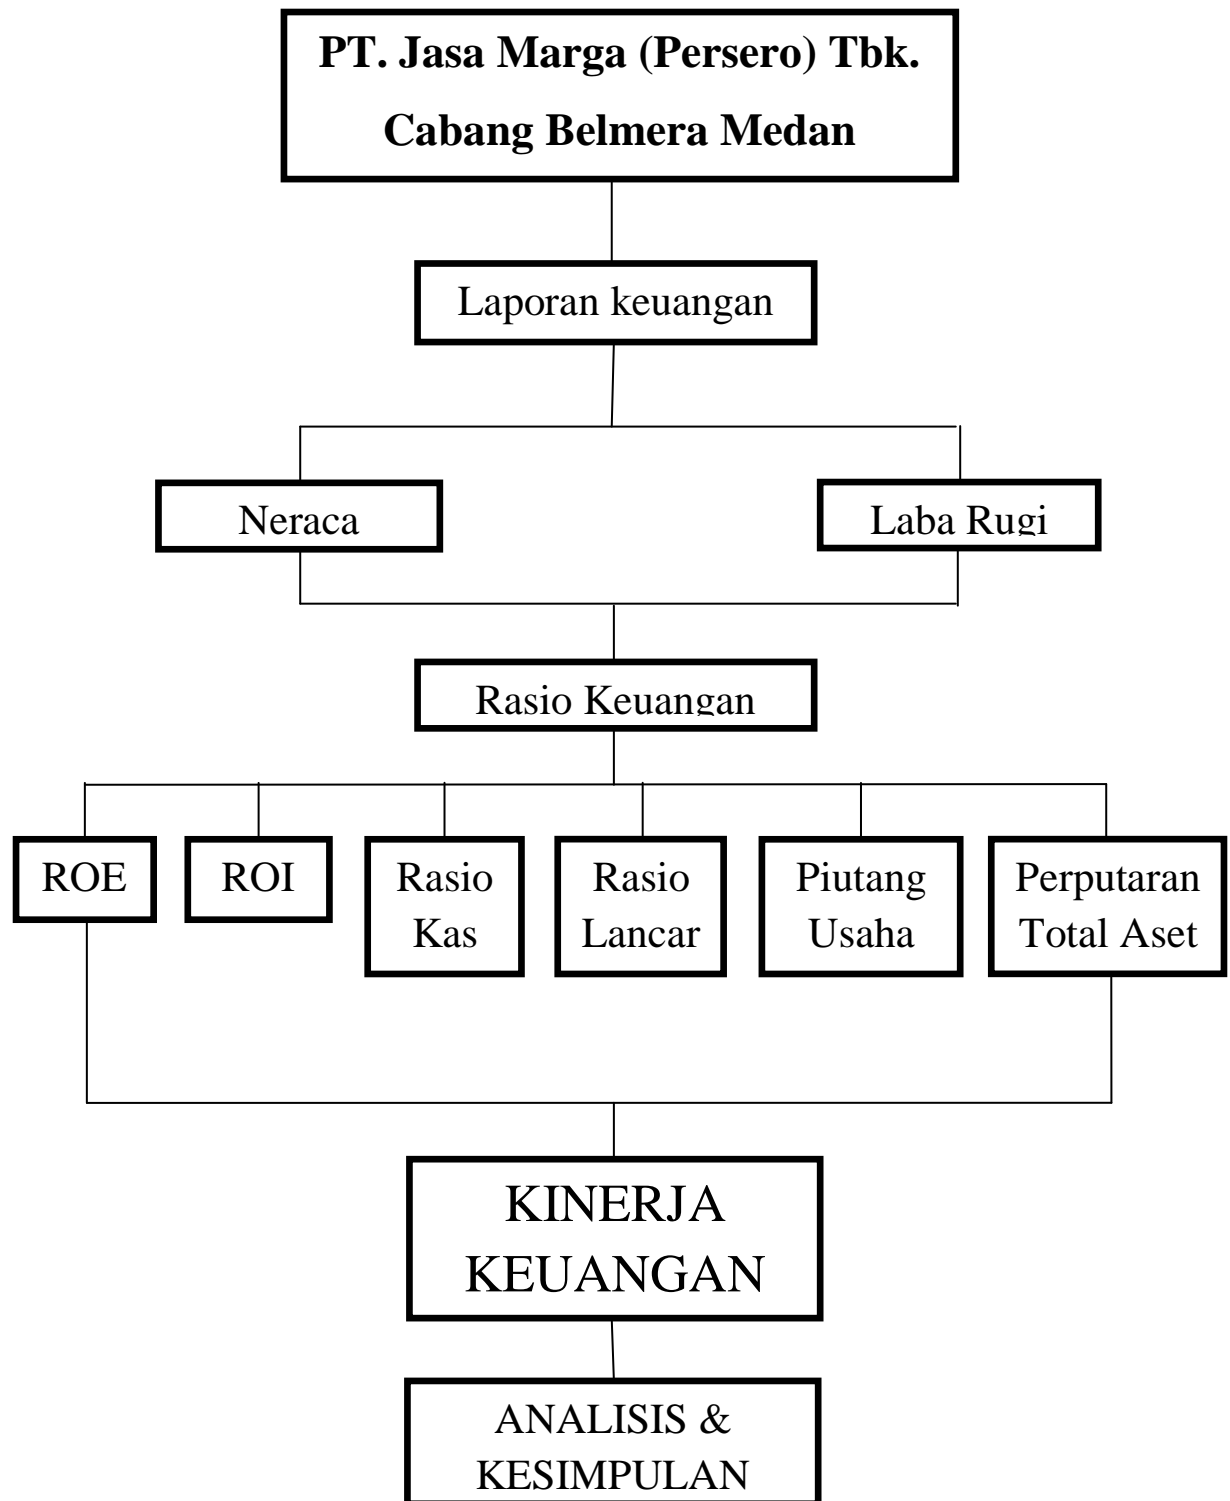 PT. Jasa Marga (Persero) Tbk.
Cabang Belmera Medan
Laporan keuangan
Neraca
Laba Rugi
Rasio Keuangan
ROE
ROI
Rasio
Kas
Rasio
Lancar
Piutang
Usaha
Perputaran
Total Aset
KINERJA
KEUANGAN
ANALISIS &
KESIMPULAN